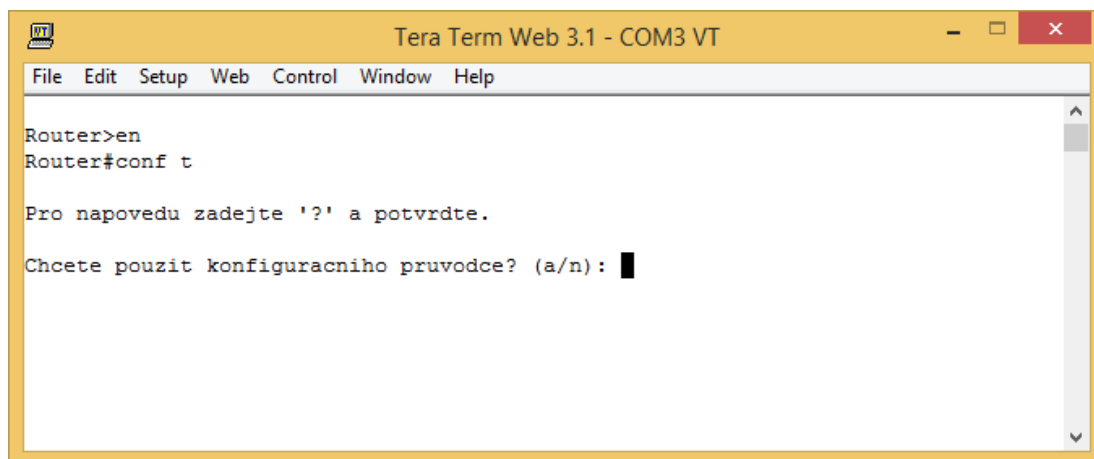 Tera Term Web 3.1 - COM3 VT
File Edit Setup Web Control Window Help
Router>en
Router#conf t
Pro napovedu zadejte '?' a potvrdte.
Chcete pouzit konfiguracniho pruvodce? (a/n):